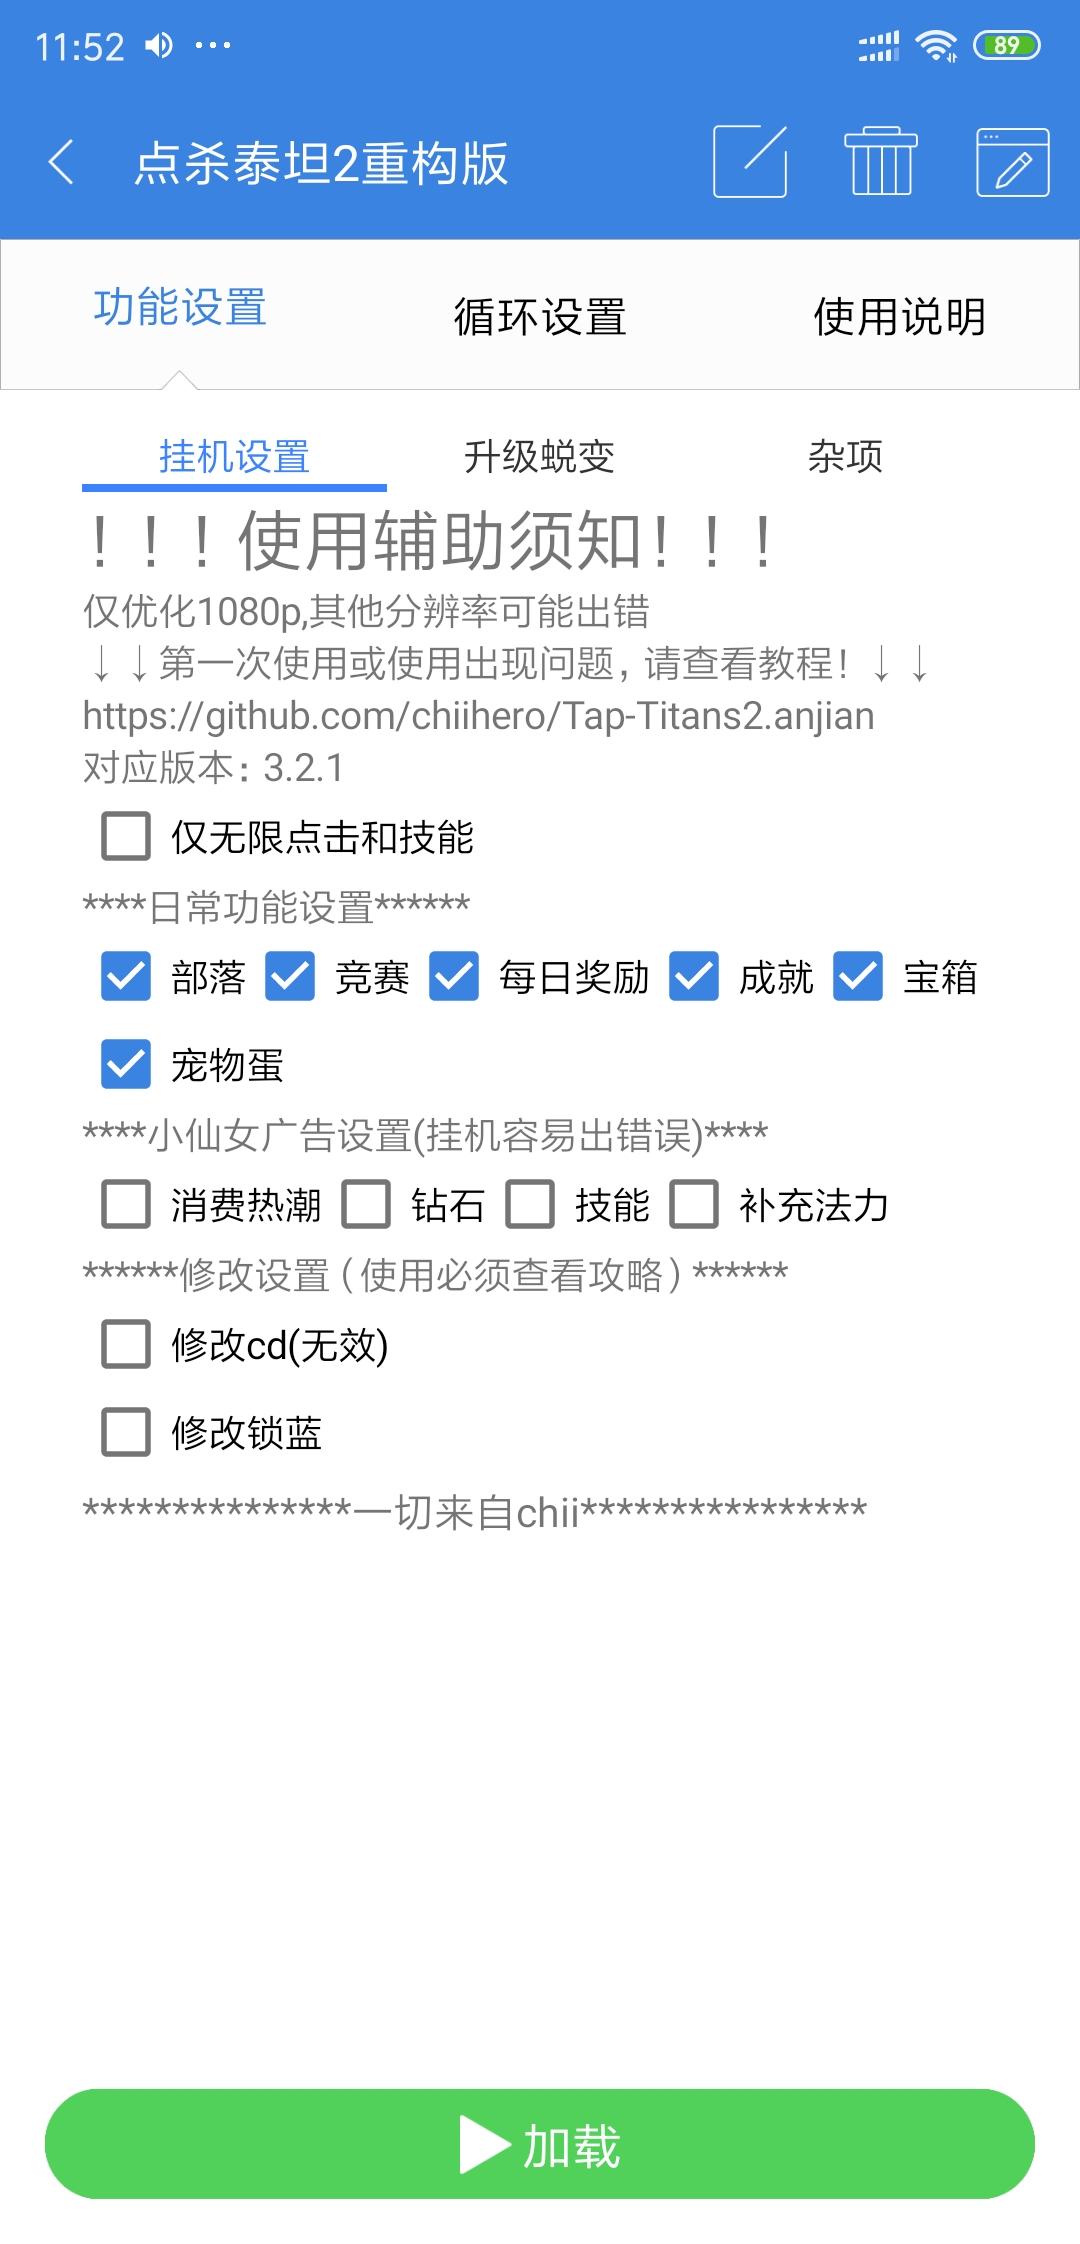 11:52 89
点杀泰坦2重构版
功能设置 循环设置 使用说明
挂机设置 升级蜕变 杂项
！！！使用辅助须知！！！
仅优化1080p,其他分辨率可能出错
↓↓第一次使用或使用出现问题，请查看教程！↓↓
https://github.com/chiihero/Tap-Titans2.anjian
对应版本：3.2.1
仅无限点击和技能
****日常功能设置******
部落 竞赛 每日奖励 成就 宝箱
宠物蛋
****小仙女广告设置(挂机容易出错误)****
消费热潮 钻石 技能 补充法力
******修改设置（使用必须查看攻略）******
修改cd(无效)
修改锁蓝
***************一切来自chii****************
加载